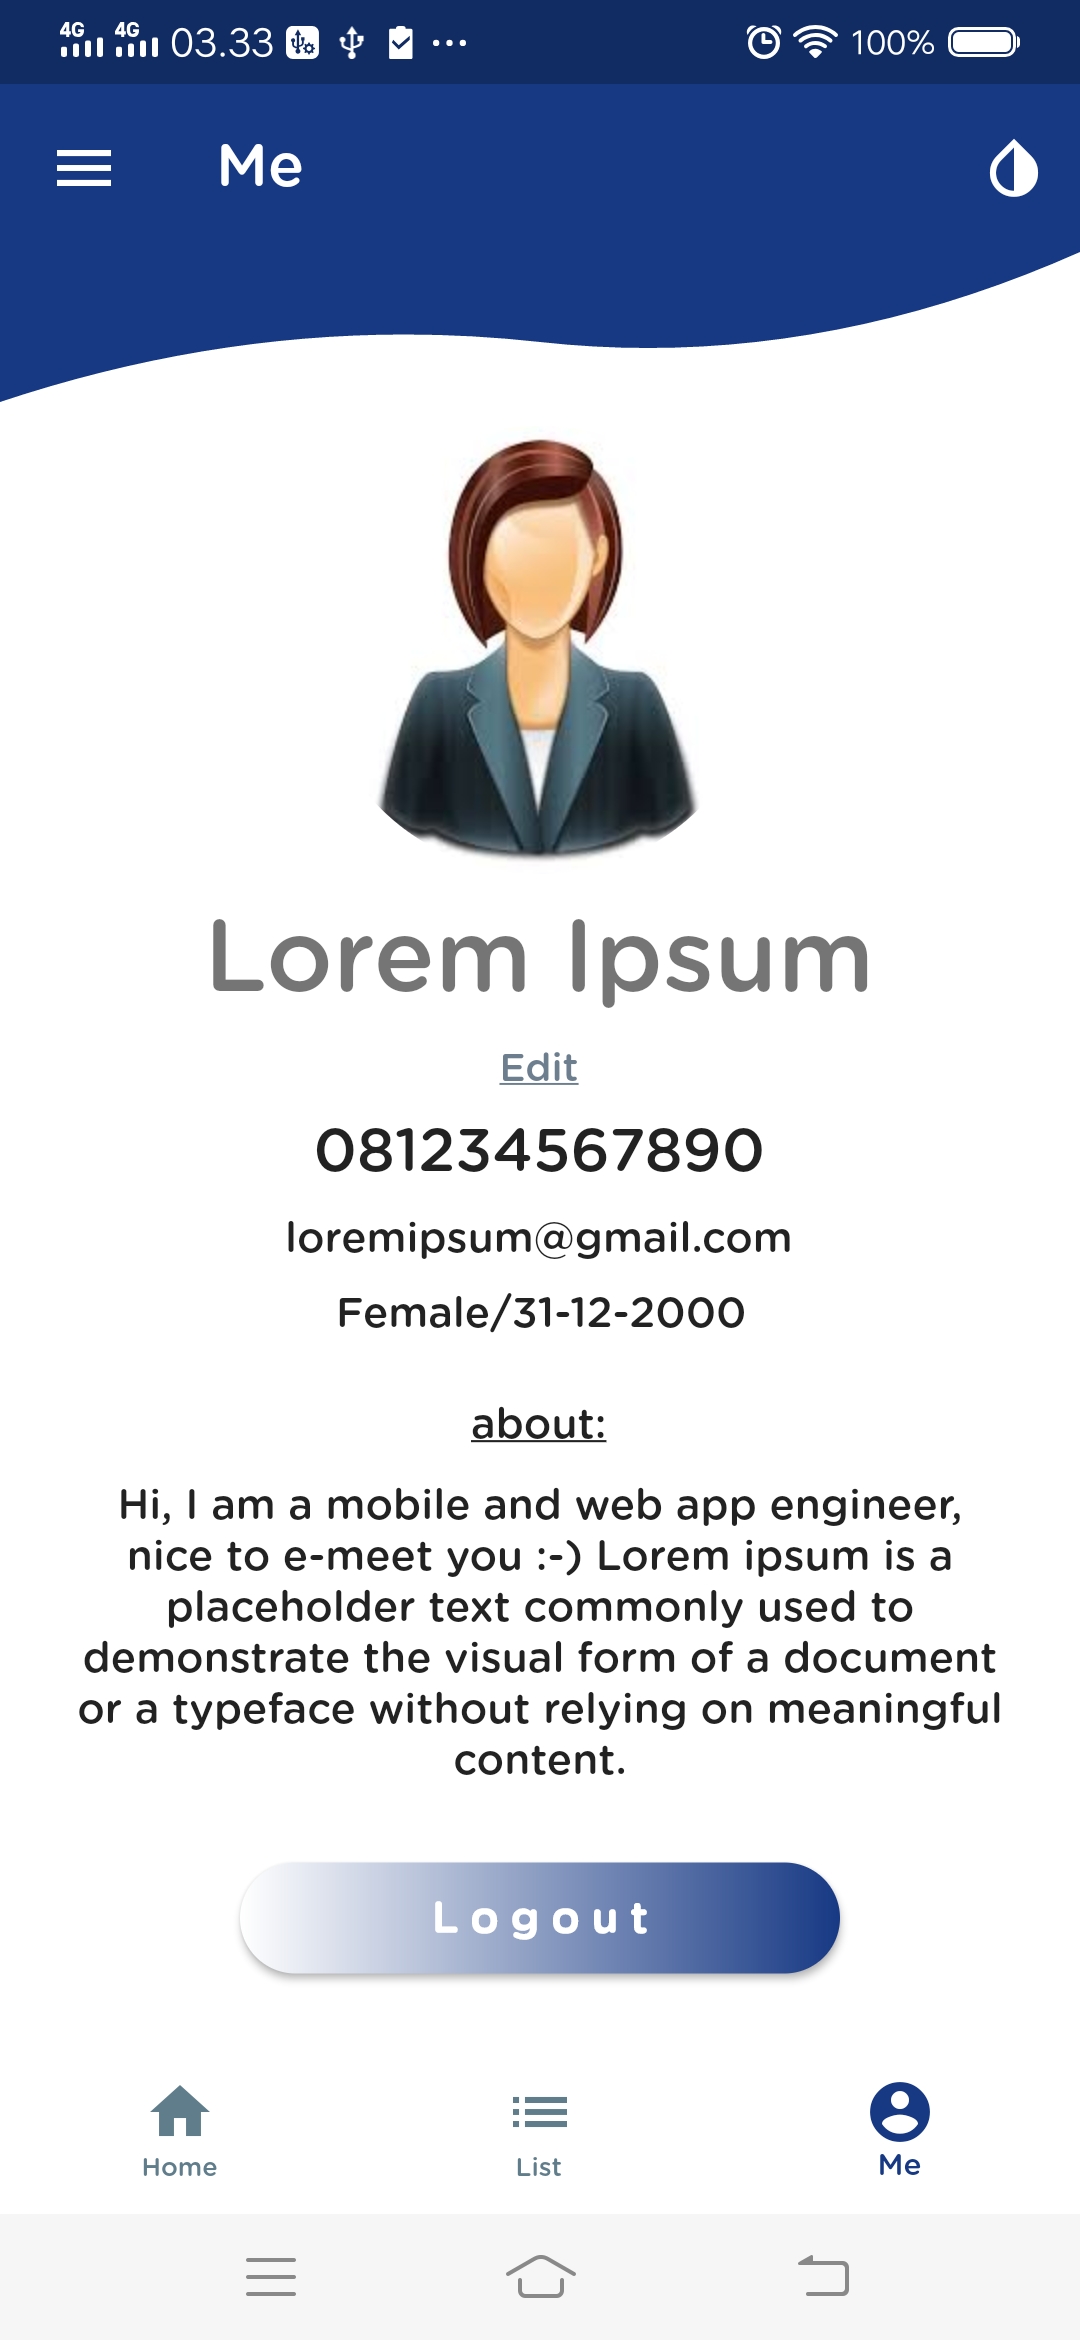 4G 4G 03.33 100%
Me
Lorem Ipsum
Edit
081234567890
loremipsum@gmail.com
Female/31-12-2000
about:
Hi, I am a mobile and web app engineer,
nice to e-meet you :-) Lorem ipsum is a
placeholder text commonly used to
demonstrate the visual form of a document
or a typeface without relying on meaningful
content.
Logout
Home List Me